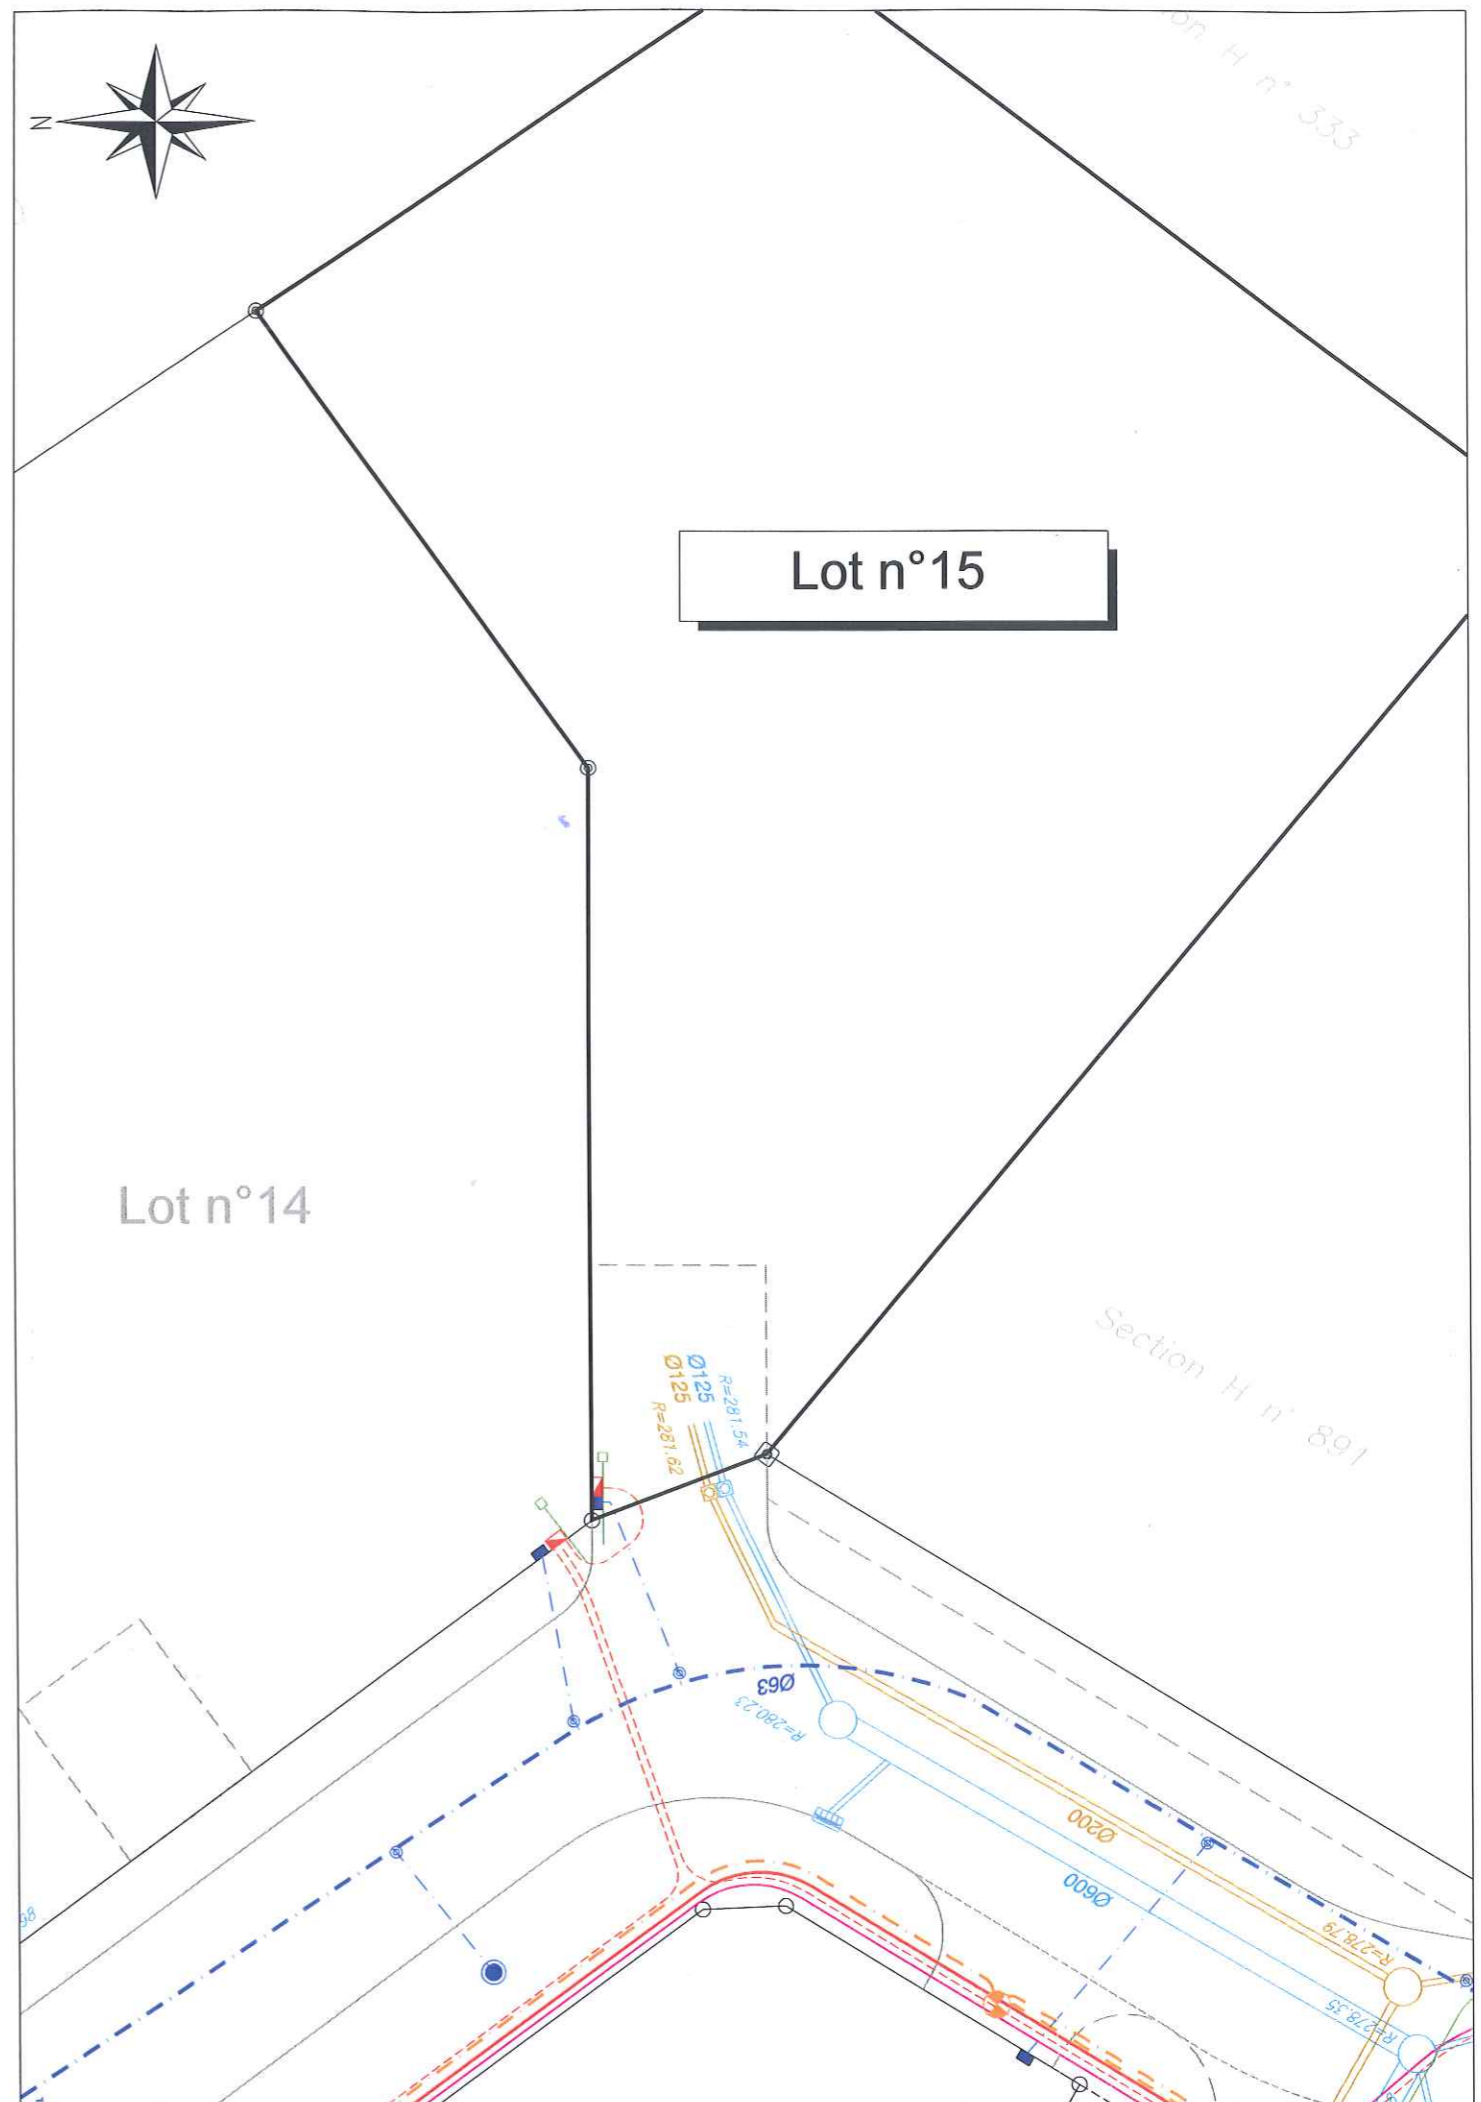 on H n° 333
N
Lot n°15
Lot n°14
Section H n° 891
Ø125
R=281.54
Ø125
R=281.62
Ø63
R=280.23
Ø200
Ø600
R=278.79
R=278.35
98